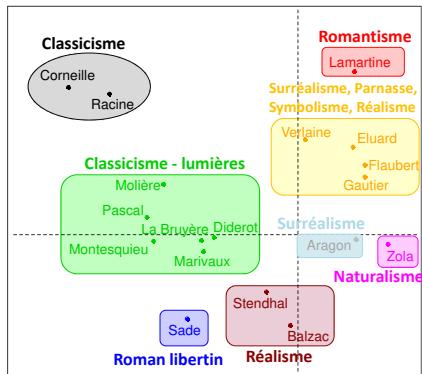 Classicisme
Corneille
Racine
Romantisme
Lamartine
Surréalisme, Parnasse,
Symbolisme, Réalisme
Verlaine
Eluard
Flaubert
Gautier
Classicisme - lumières
Molière
Pascal
La Bruyère
Diderot
Montesquieu
Marivaux
Surréalisme
Aragon
Zola
Naturalisme
Stendhal
Balzac
Réalisme
Sade
Roman libertin